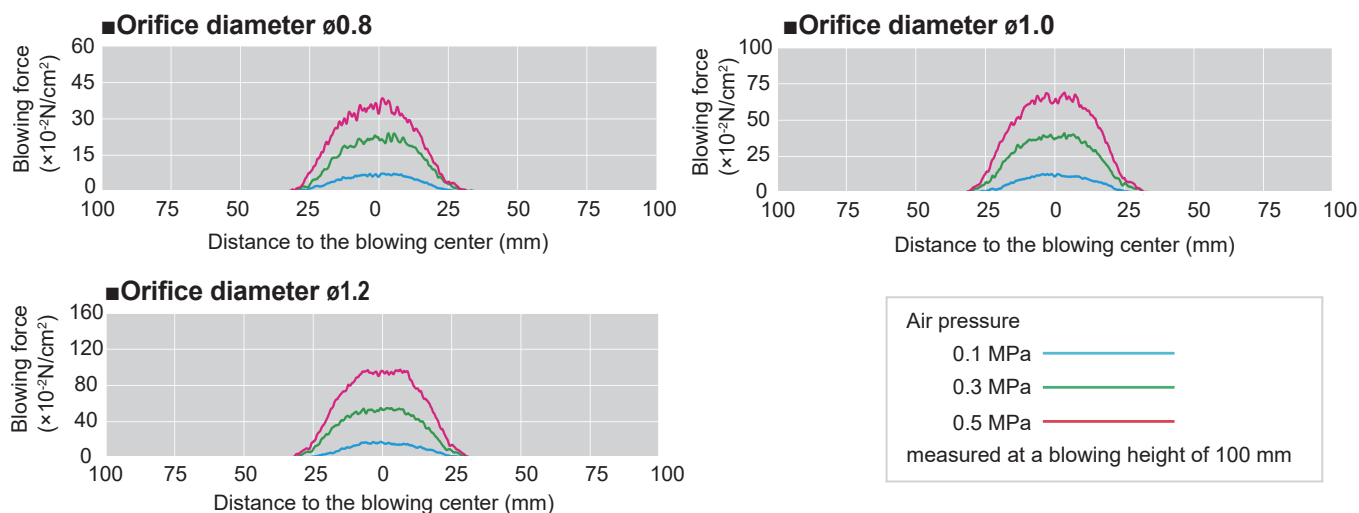 ■Orifice diameter ø0.8
Blowing force
(×10-2N/cm2)
60
45
30
15
0
100 75 50 25 0 25 50 75 100
Distance to the blowing center (mm)
■Orifice diameter ø1.0
Blowing force
(×10-2N/cm2)
100
75
50
25
0
100 75 50 25 0 25 50 75 100
Distance to the blowing center (mm)
■Orifice diameter ø1.2
Blowing force
(×10-2N/cm2)
160
120
80
40
0
100 75 50 25 0 25 50 75 100
Distance to the blowing center (mm)
Air pressure
0.1 MPa
0.3 MPa
0.5 MPa
measured at a blowing height of 100 mm